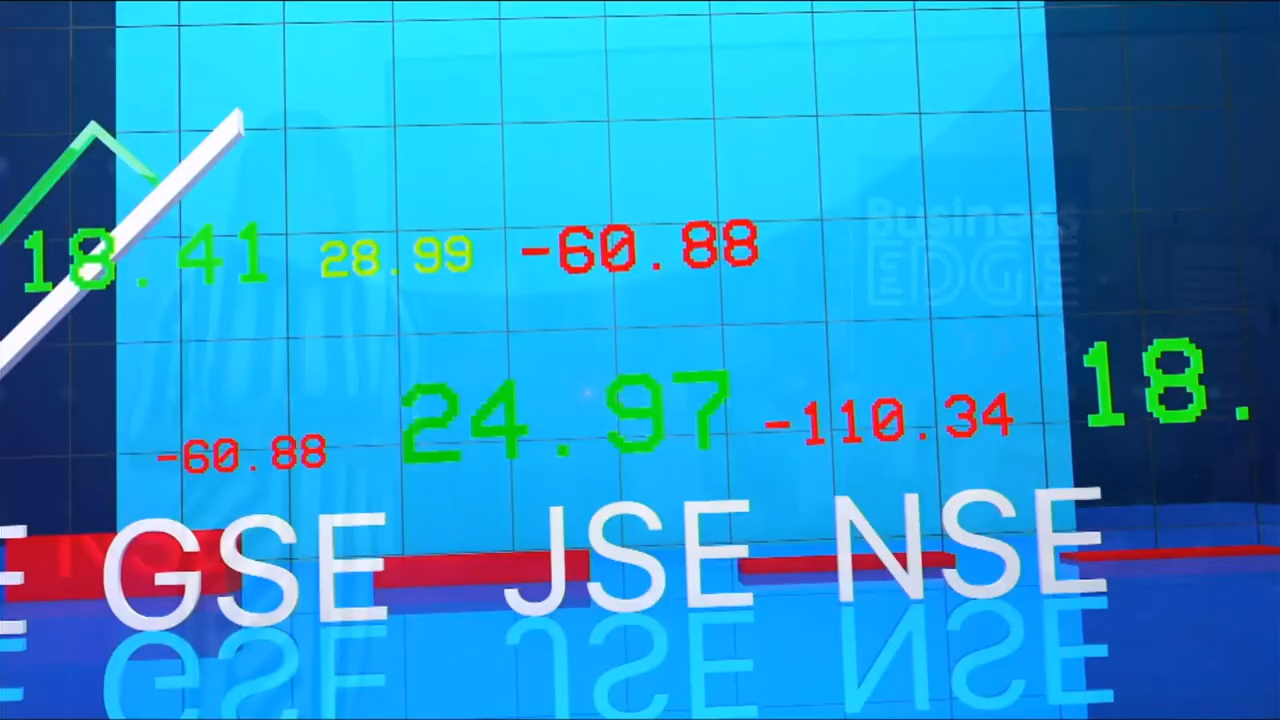 18.41 28.99 -60.88
Business
EDGE
-60.88 24.97 -110.34 18.
GSE JSE NSE